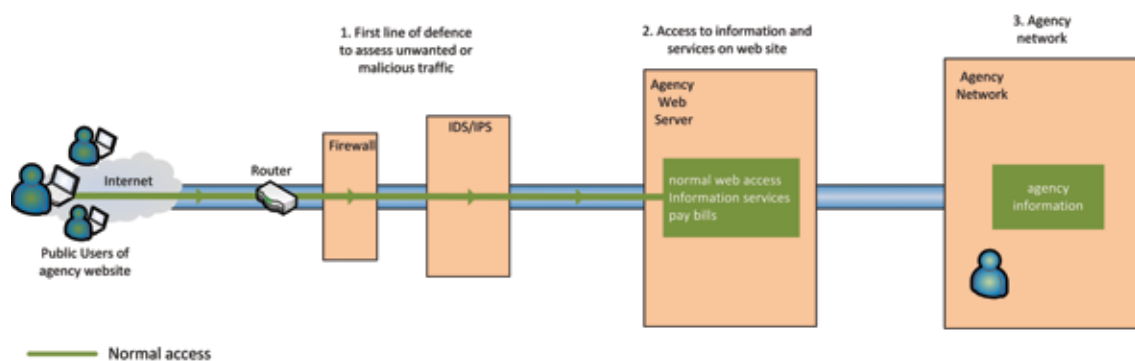 1. First line of defence
to assess unwanted or
malicious traffic
2. Access to information and
services on web site
3. Agency
network
Agency
Web
Server
Agency
Network
IDS/IPS
Firewall
Router
Internet
normal web access
Information services
pay bills
agency
information
Public Users of
agency website
Normal access